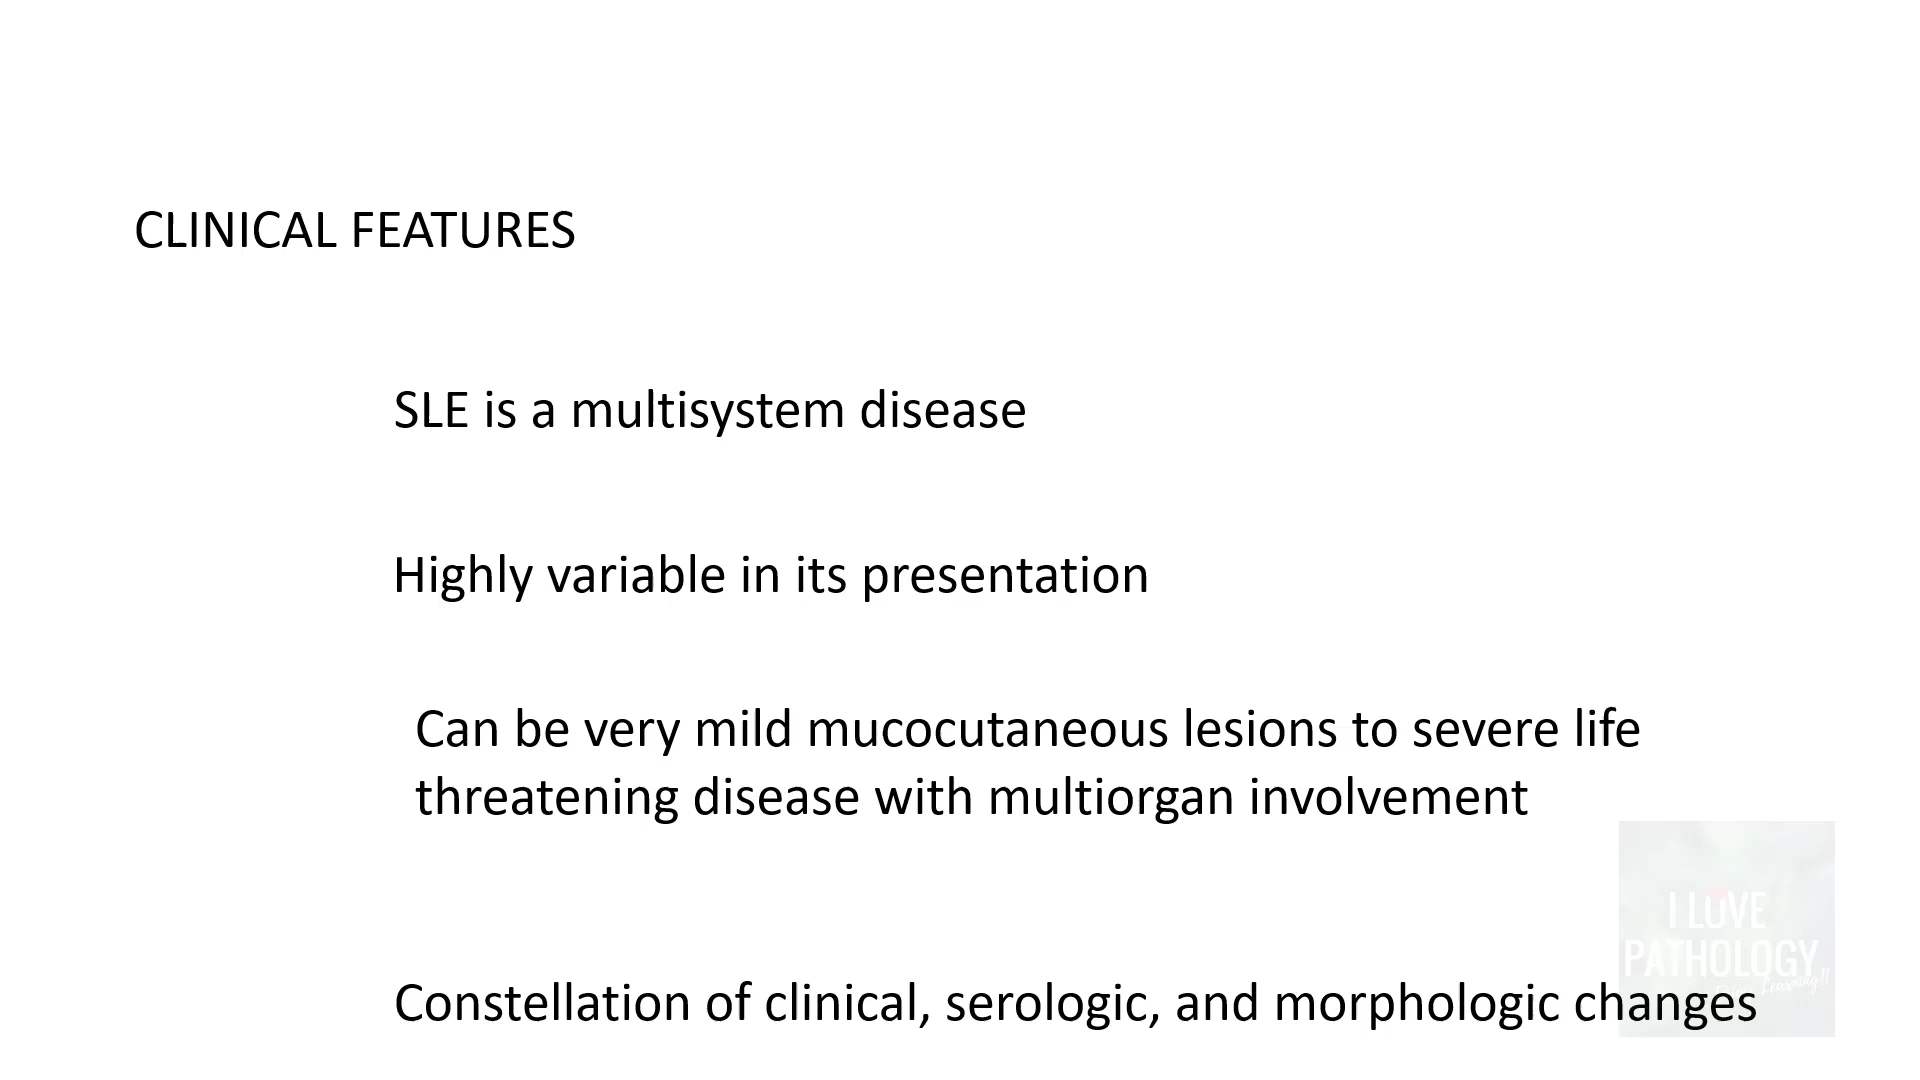 CLINICAL FEATURES
SLE is a multisystem disease
Highly variable in its presentation
Can be very mild mucocutaneous lesions to severe life
threatening disease with multiorgan involvement
I LOVE
PATHOLOGY
Learning!!
Constellation of clinical, serologic, and morphologic changes